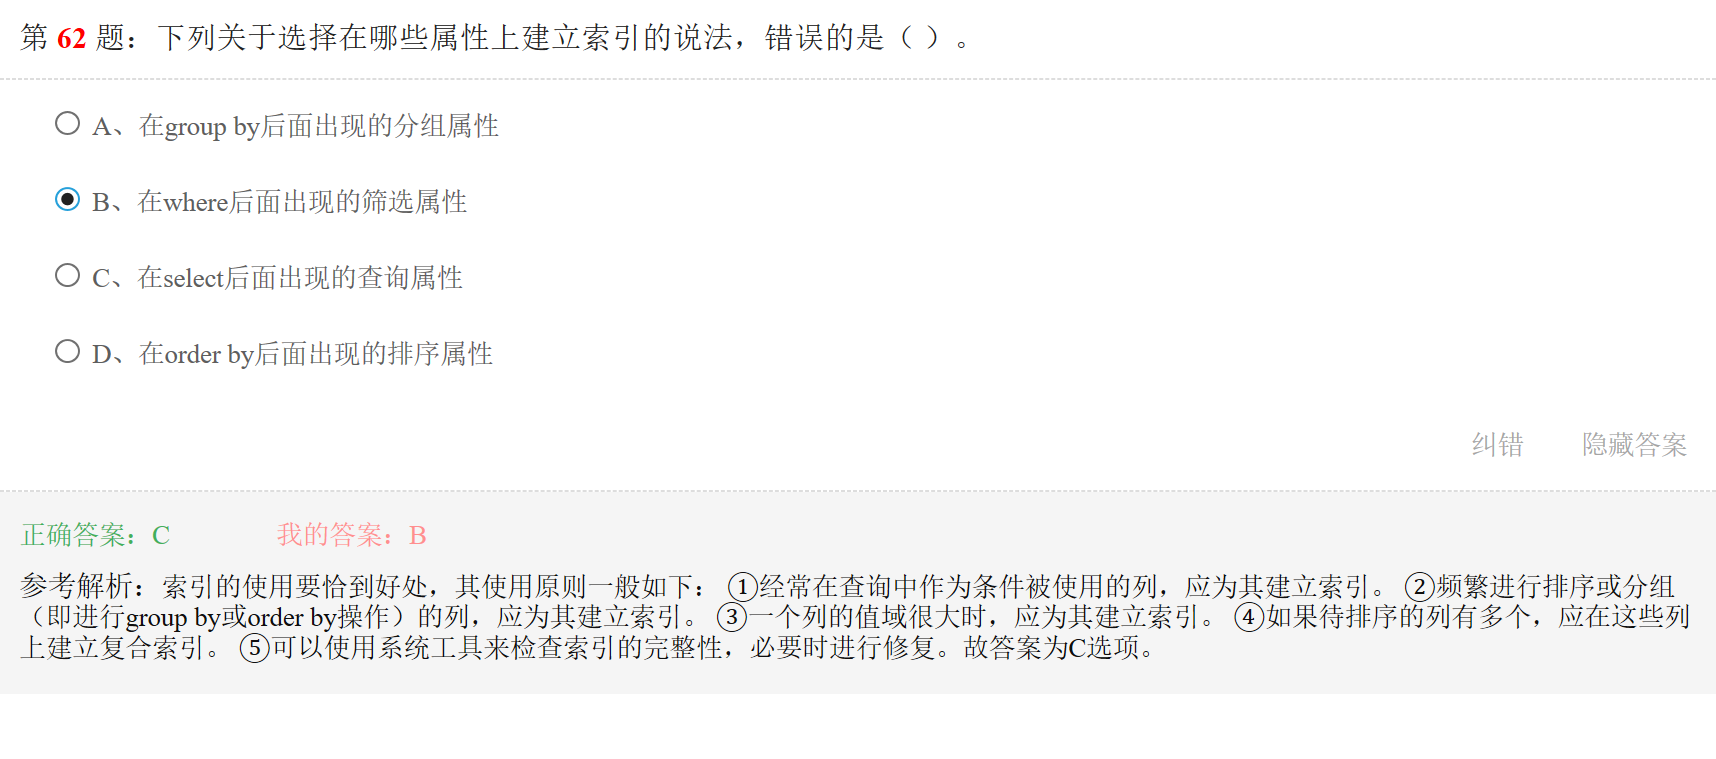 第 62 题：下列关于选择在哪些属性上建立索引的说法，错误的是（ ）。
A、在group by后面出现的分组属性
B、在where后面出现的筛选属性
C、在select后面出现的查询属性
D、在order by后面出现的排序属性
纠错 隐藏答案
正确答案：C 我的答案：B
参考解析：索引的使用要恰到好处，其使用原则一般如下： ①经常在查询中作为条件被使用的列，应为其建立索引。 ②频繁进行排序或分组
（即进行group by或order by操作）的列，应为其建立索引。 ③一个列的值域很大时，应为其建立索引。 ④如果待排序的列有多个，应在这些列
上建立复合索引。 ⑤可以使用系统工具来检查索引的完整性，必要时进行修复。故答案为C选项。